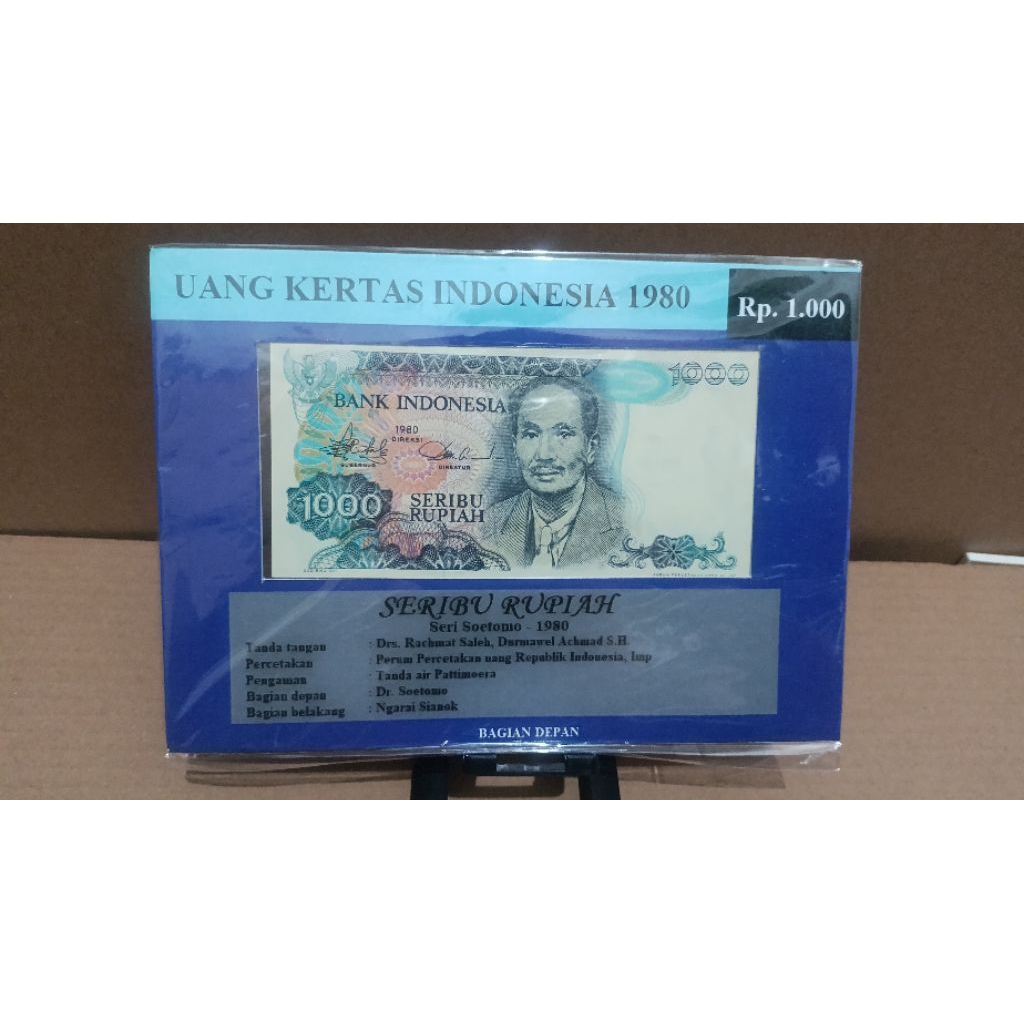 UANG KERTAS INDONESIA 1980
Rp. 1.000
1000
BANK INDONESIA
1980
DIREKSI
GUBERNUR
DIREKTUR
1000
SERIBU
RUPIAH
SERIBU RUPIAH
Seri Soetomo - 1980
Tanda tangan : Drs. Rachmat Saleh, Durmawel Achmad S.H.
Percetakan : Perum Percetakan uang Republik Indonesia, Imp
Pengaman : Tanda air Pattimoera
Bagian depan : Dr. Soetomo
Bagian belakang : Ngarai Sianok
BAGIAN DEPAN